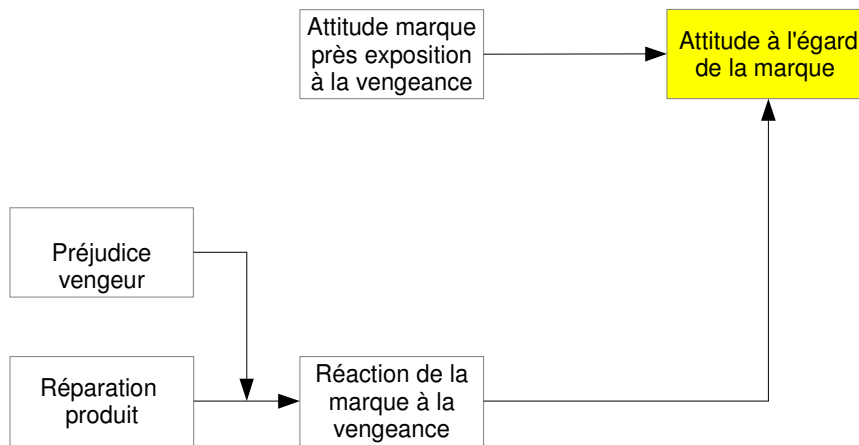 Attitude marque
près exposition
à la vengeance
Attitude à l'égard
de la marque
Préjudice
vengeur
Réparation
produit
Réaction de la
marque à la
vengeance